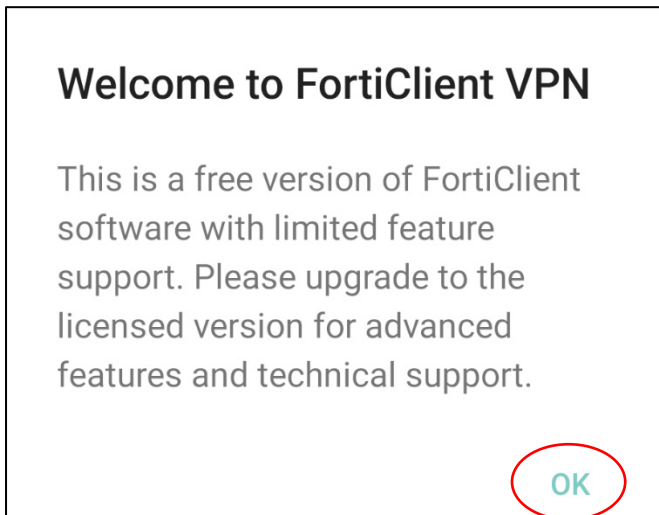 Welcome to FortiClient VPN
This is a free version of FortiClient
software with limited feature
support. Please upgrade to the
licensed version for advanced
features and technical support.
OK